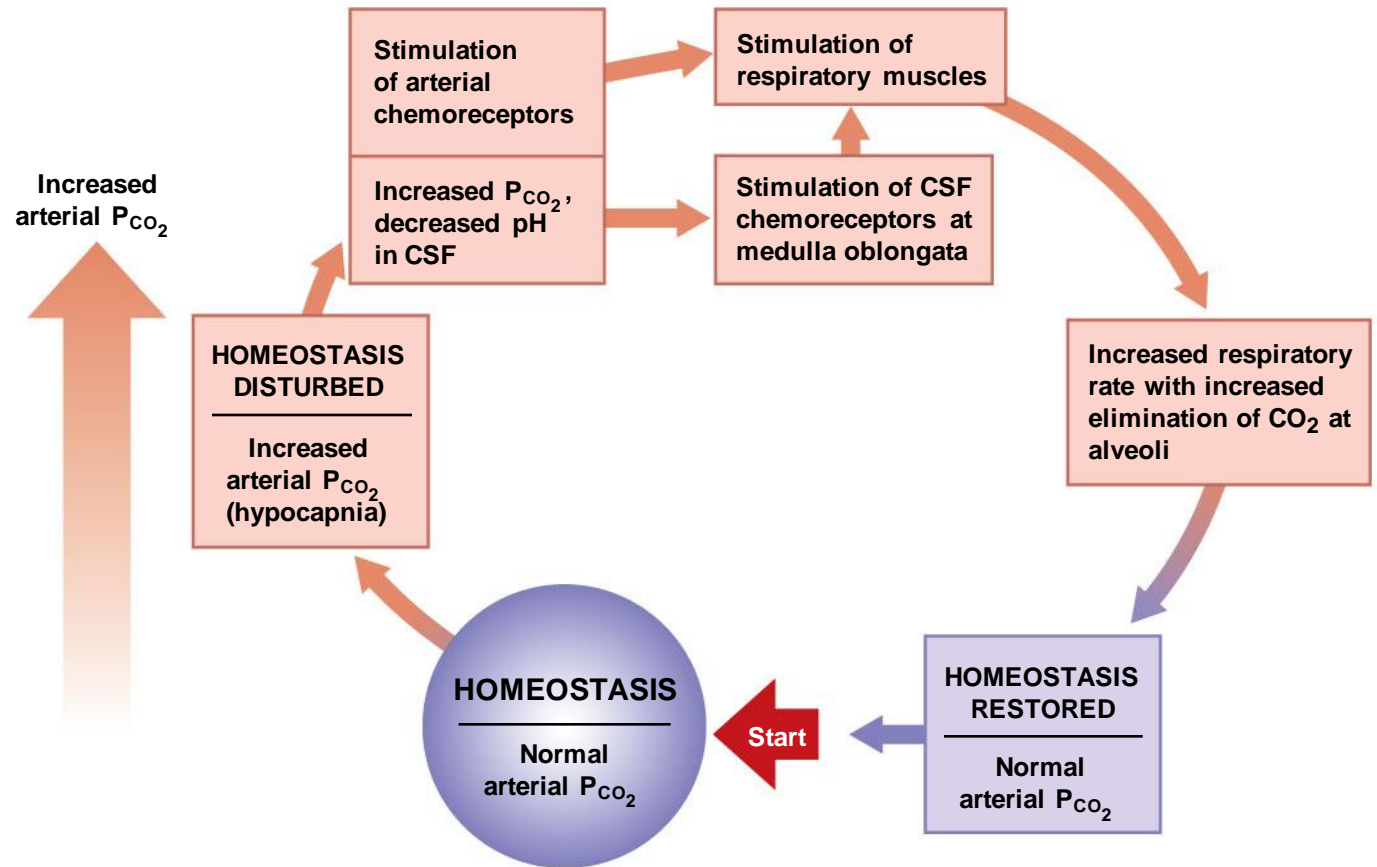 Increased
arterial PCO2
Stimulation
of arterial
chemoreceptors
Increased PCO2,
decreased pH
in CSF
Stimulation of
respiratory muscles
Stimulation of CSF
chemoreceptors at
medulla oblongata
HOMEOSTASIS
DISTURBED
Increased
arterial PCO2
(hypocapnia)
Increased respiratory
rate with increased
elimination of CO2 at
alveoli
HOMEOSTASIS
Normal
arterial PCO2
Start
HOMEOSTASIS
RESTORED
Normal
arterial PCO2